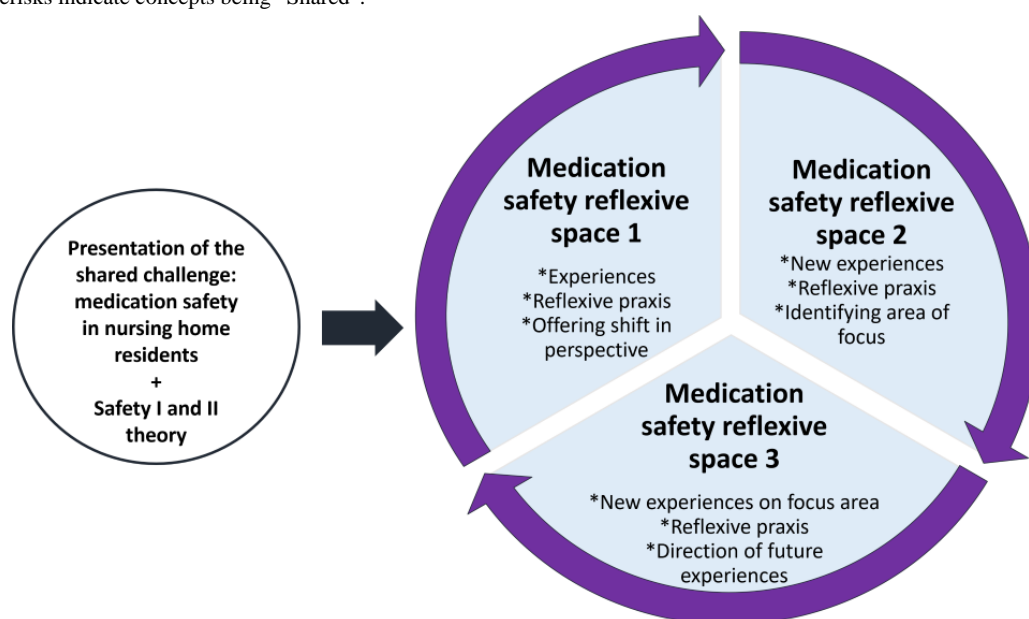 indicate concepts being "Shared".
Presentation of the
shared challenge:
medication safety
in nursing home
residents
+
Safety I and II
theory
Medication
safety reflexive
space 1
*Experiences
*Reflexive praxis
*Offering shift in
perspective
Medication
safety reflexive
space 2
*New experiences
*Reflexive praxis
*Identifying area of
focus
Medication
safety reflexive
space 3
*New experiences on focus area
*Reflexive praxis
*Direction of future
experiences